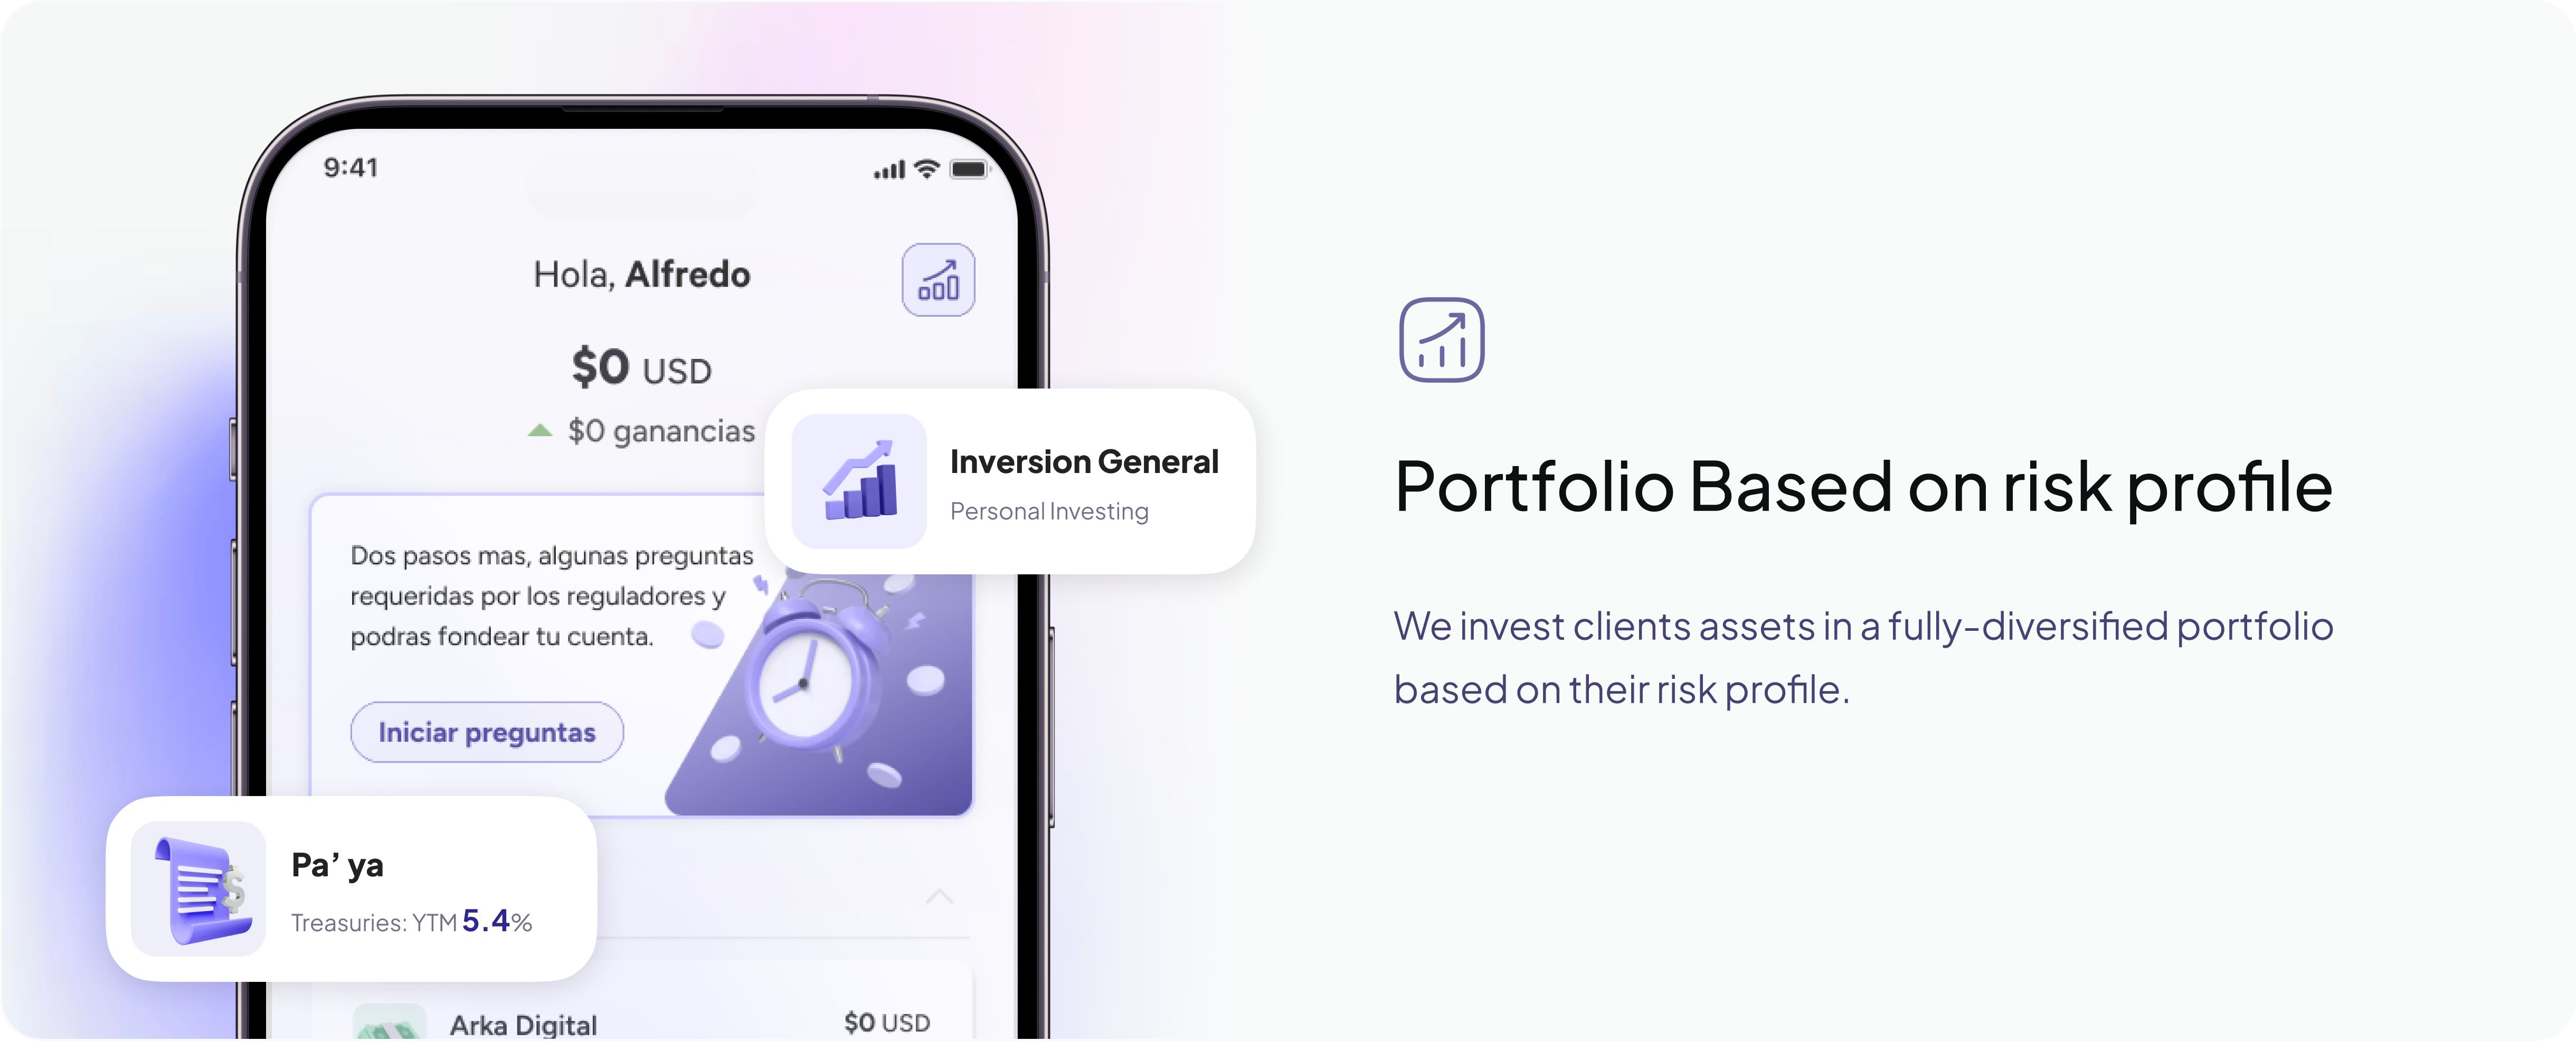 9:41
Hola, Alfredo
$0 USD
$0 ganancias
Inversion General
Personal Investing
Dos pasos mas, algunas preguntas
requeridas por los reguladores y
podras fondear tu cuenta.
Iniciar preguntas
Pa’ ya
Treasuries: YTM 5.4%
Arka Digital
$0 USD
Portfolio Based on risk profile
We invest clients assets in a fully-diversified portfolio
based on their risk profile.